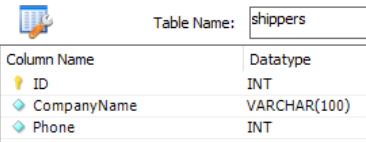 Table Name: shippers
Column Name Datatype
ID INT
CompanyName VARCHAR(100)
Phone INT